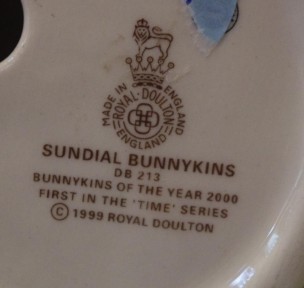 MADE IN ENGLAND
ROYAL·DOULTON
ENGLAND
SUNDIAL BUNNYKINS
DB 213
BUNNYKINS OF THE YEAR 2000
FIRST IN THE 'TIME' SERIES
© 1999 ROYAL DOULTON